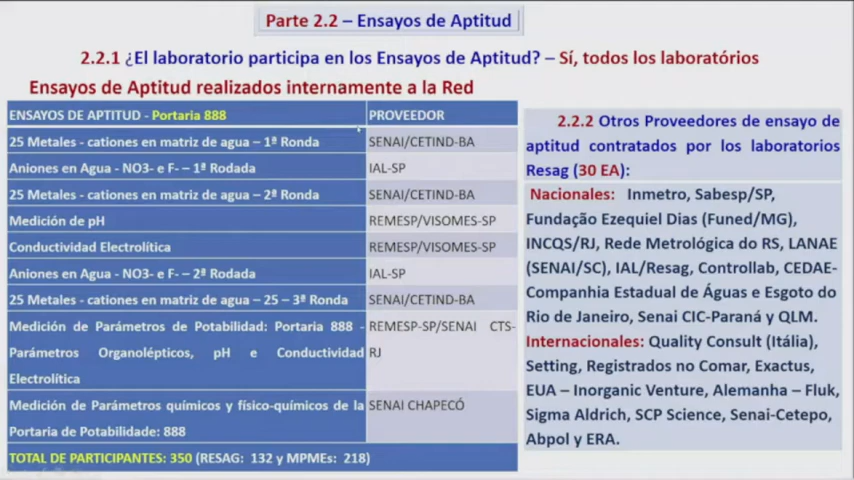 Parte 2.2 – Ensayos de Aptitud
2.2.1 ¿El laboratorio participa en los Ensayos de Aptitud? – Sí, todos los laboratórios
Ensayos de Aptitud realizados internamente a la Red
ENSAYOS DE APTITUD - Portaria 888 PROVEEDOR
25 Metales - cationes en matriz de agua – 1ª Ronda SENAI/CETIND-BA
Aniones en Agua - NO3- e F- – 1ª Rodada IAL-SP
25 Metales - cationes en matriz de agua – 2ª Ronda SENAI/CETIND-BA
Medición de pH REMESP/VISOMES-SP
Conductividad Electrolítica REMESP/VISOMES-SP
Aniones en Agua - NO3- e F- – 2ª Rodada IAL-SP
25 Metales - cationes en matriz de agua – 25 – 3ª Ronda SENAI/CETIND-BA
Medición de Parámetros de Potabilidad: Portaria 888 - REMESP-SP/SENAI CTS-
Parámetros Organolépticos, pH e Conductividad RJ
Electrolítica
Medición de Parámetros químicos y físico-químicos de la SENAI CHAPECÓ
Portaria de Potabilidade: 888
TOTAL DE PARTICIPANTES: 350 (RESAG: 132 y MPMEs: 218)
2.2.2 Otros Proveedores de ensayo de
aptitud contratados por los laboratorios
Resag (30 EA):
Nacionales: Inmetro, Sabesp/SP,
Fundação Ezequiel Dias (Funed/MG),
INCQS/RJ, Rede Metrológica do RS, LANAE
(SENAI/SC), IAL/Resag, Controllab, CEDAE-
Companhia Estadual de Águas e Esgoto do
Rio de Janeiro, Senai CIC-Paraná y QLM.
Internacionales: Quality Consult (Itália),
Setting, Registrados no Comar, Exactus,
EUA – Inorganic Venture, Alemanha – Fluk,
Sigma Aldrich, SCP Science, Senai-Cetepo,
Abpol y ERA.